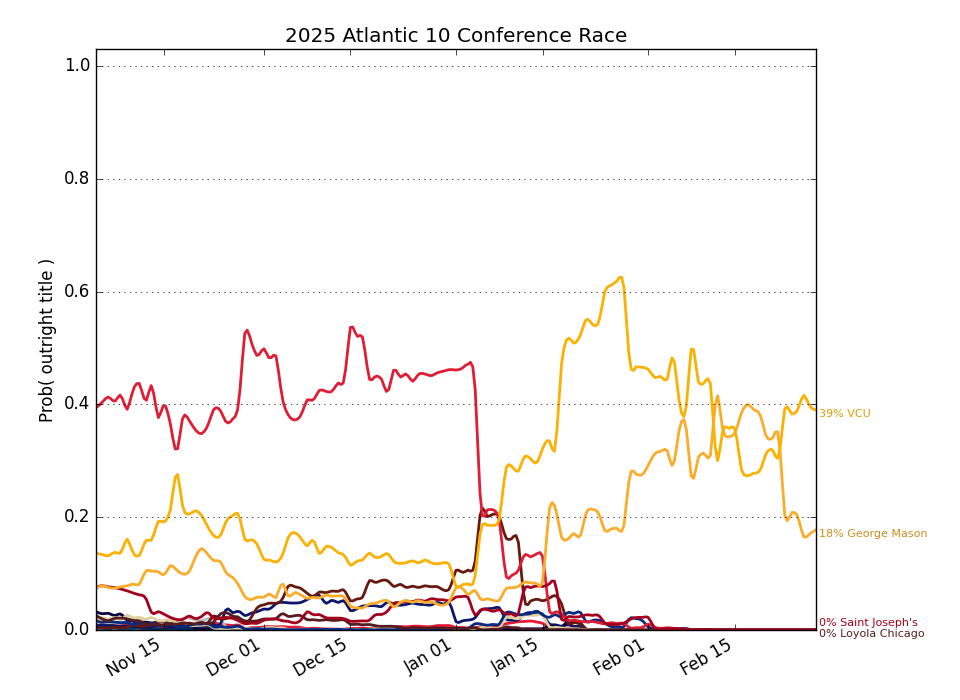 2025 Atlantic 10 Conference Race
Prob( outright title )
1.0
0.8
0.6
0.4
0.2
0.0
39% VCU
18% George Mason
0% Saint Joseph's
0% Loyola Chicago
Nov 15
Dec 01
Dec 15
Jan 01
Jan 15
Feb 01
Feb 15